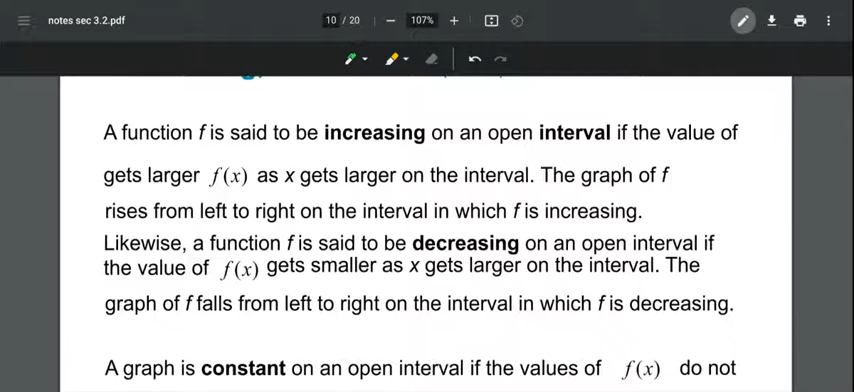 notes sec 3.2.pdf
10 / 20
107%
A function f is said to be increasing on an open interval if the value of
gets larger f(x) as x gets larger on the interval. The graph of f
rises from left to right on the interval in which f is increasing.
Likewise, a function f is said to be decreasing on an open interval if
the value of f(x) gets smaller as x gets larger on the interval. The
graph of f falls from left to right on the interval in which f is decreasing.
A graph is constant on an open interval if the values of f(x) do not